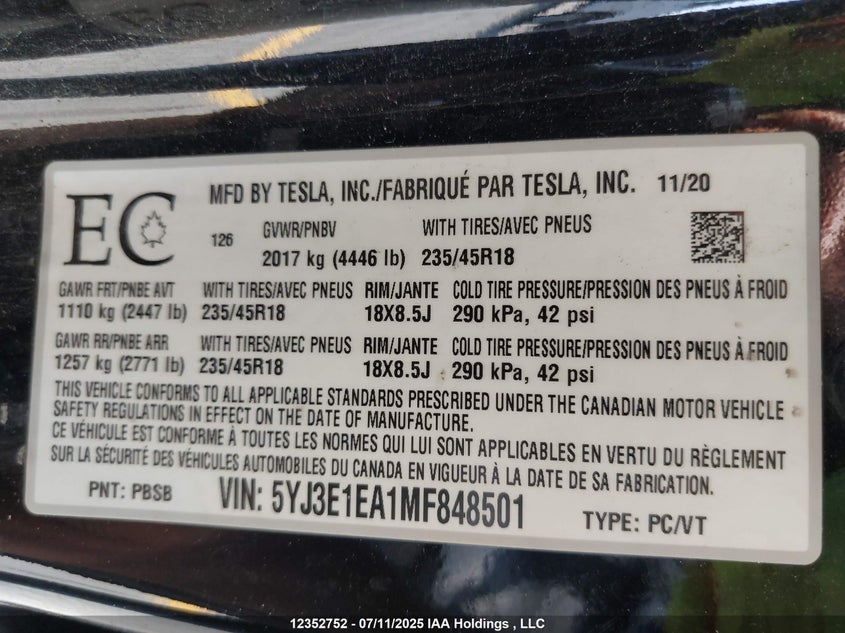 MFD BY TESLA, INC./FABRIQUÉ PAR TESLA, INC. 11/20
EC
126
GVWR/PNBV WITH TIRES/AVEC PNEUS
2017 kg (4446 lb) 235/45R18
GAWR FRT/PNBE AVT WITH TIRES/AVEC PNEUS RIM/JANTE COLD TIRE PRESSURE/PRESSION DES PNEUS À FROID
1110 kg (2447 lb) 235/45R18 18X8.5J 290 kPa, 42 psi
GAWR RR/PNBE ARR WITH TIRES/AVEC PNEUS RIM/JANTE COLD TIRE PRESSURE/PRESSION DES PNEUS À FROID
1257 kg (2771 lb) 235/45R18 18X8.5J 290 kPa, 42 psi
THIS VEHICLE CONFORMS TO ALL APPLICABLE STANDARDS PRESCRIBED UNDER THE CANADIAN MOTOR VEHICLE
SAFETY REGULATIONS IN EFFECT ON THE DATE OF MANUFACTURE.
CE VÉHICULE EST CONFORME À TOUTES LES NORMES QUI LUI SONT APPLICABLES EN VERTU DU RÈGLEMENT
SUR LA SÉCURITÉ DES VÉHICULES AUTOMOBILES DU CANADA EN VIGUEUR À LA DATE DE SA FABRICATION.
PNT: PBSB VIN: 5YJ3E1EA1MF848501 TYPE: PC/VT
12352752 - 07/11/2025 IAA Holdings , LLC